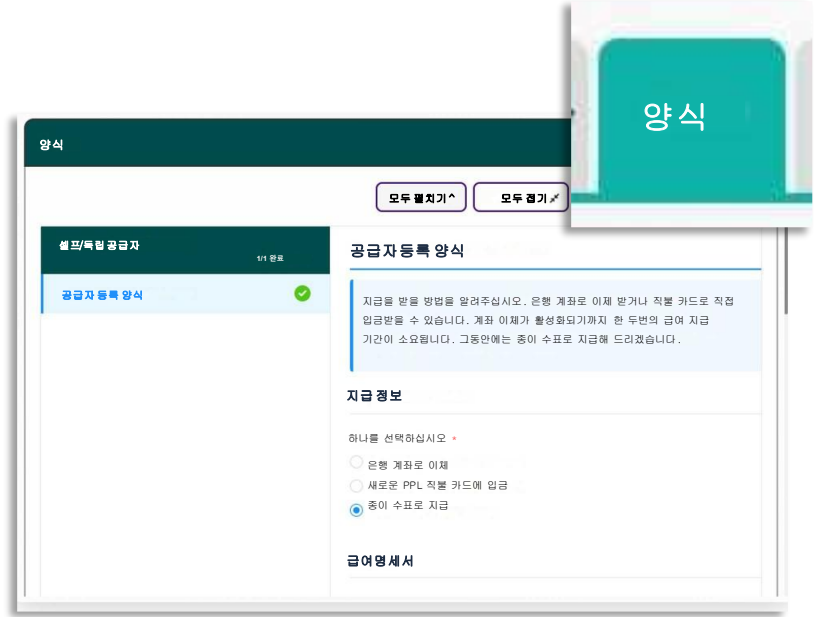 양식
양식
모두 펼치기^
모두 접기
셀프/독립 공급자
1/1 완료
공급자 등록 양식
공급자 등록 양식
지급을 받을 방법을 알려주십시오. 은행 계좌로 이체 받거나 직불 카드로 직접
입금받을 수 있습니다. 계좌 이체가 활성화되기까지 한 두번의 급여 지급
기간이 소요됩니다. 그동안에는 종이 수표로 지급해 드리겠습니다.
지급 정보
하나를 선택하십시오 *
은행 계좌로 이체
새로운 PPL 직불 카드에 입금
종이 수표로 지급
급여명세서